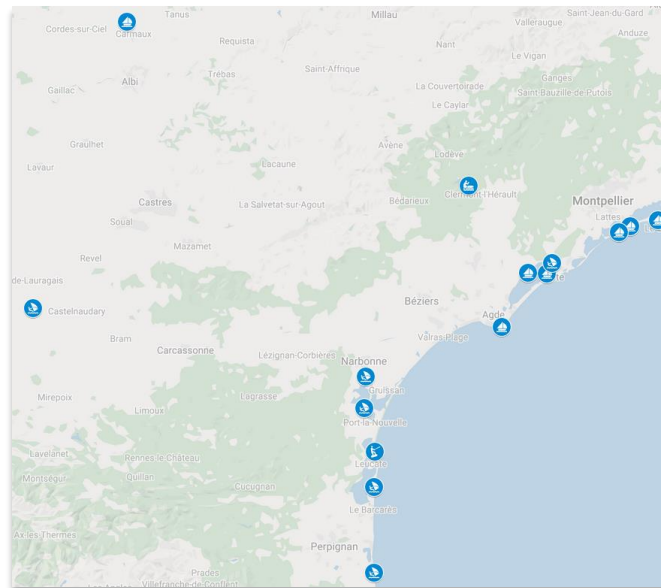 Tanus
Millau
Saint-Jean-du-Gard
Valleraugue
Cordes-sur-Ciel
Carmaux
Anduze
Requista
Nant
Le Vigan
Saint-Affrique
Albi
Trébas
Ganges
Gaillac
La Couvertoirade
Saint-Bauzille-de-Putois
Le Caylar
Graulhet
Avène
Lodève
Lavaur
Lacaune
Castres
La Salvetat-sur-Agout
Bédarieux
Clermont-l'Hérault
Montpellier
Lattes
Soual
Mazamet
Revel
de-Lauragais
Béziers
Castelnaudary
Agde
Bram
Valras-Plage
Carcassonne
Lézignan-Corbières
Narbonne
Gruissan
Mirepoix
Lagrasse
Limoux
Port-la-Nouvelle
Lavelanet
Rennes-le-Château
Leucate
Montségur
Quillan
Cucugnan
Le Barcarès
Ax-les-Thermes
Perpignan
Prades
Villefranche-de-Conflent